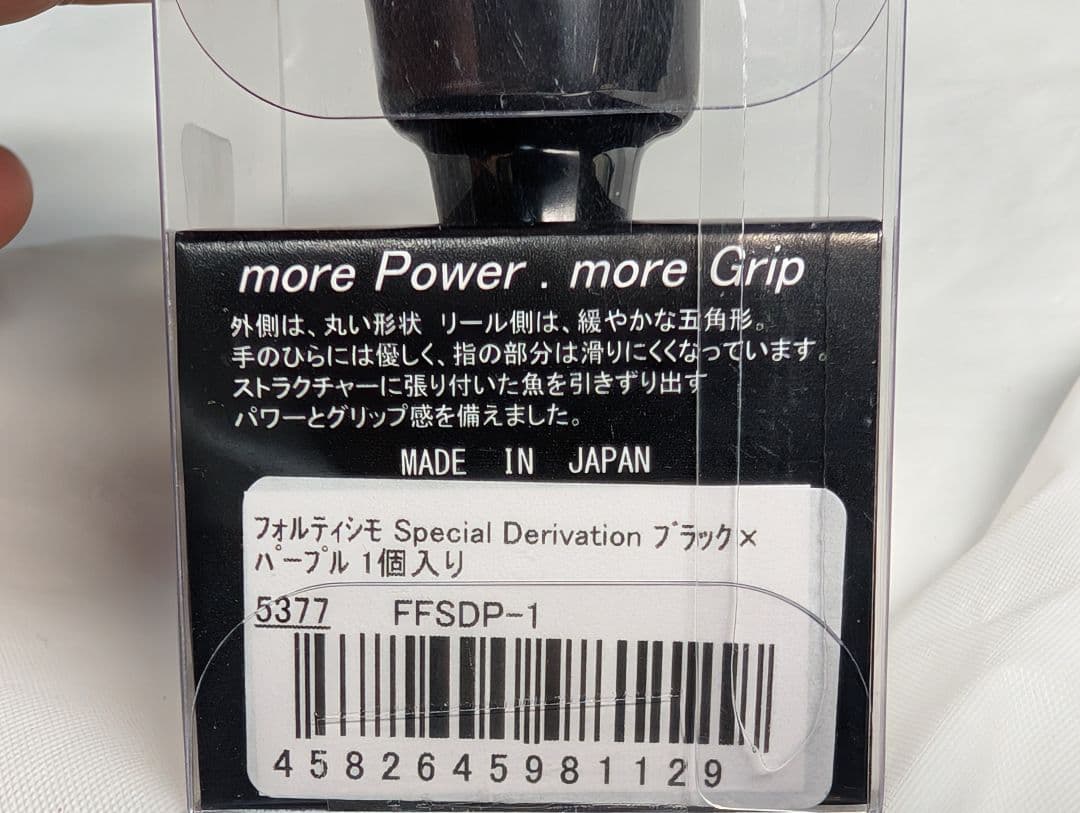 more Power . more Grip
外側は、丸い形状 リール側は、緩やかな五角形。
手のひらには優しく、指の部分は滑りにくくなっています。
ストラクチャーに張り付いた魚を引きずり出す
パワーとグリップ感を備えました。
MADE IN JAPAN
フォルティシモ Special Derivation ブラック×
パープル 1個入り
5377 FFSDP-1
4582645981129